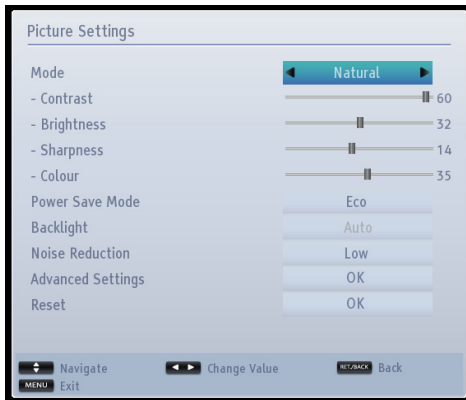 Picture Settings
Mode Natural
- Contrast 60
- Brightness 32
- Sharpness 14
- Colour 35
Power Save Mode Eco
Backlight Auto
Noise Reduction Low
Advanced Settings OK
Reset OK
Navigate Change Value RET./BACK Back
MENU Exit